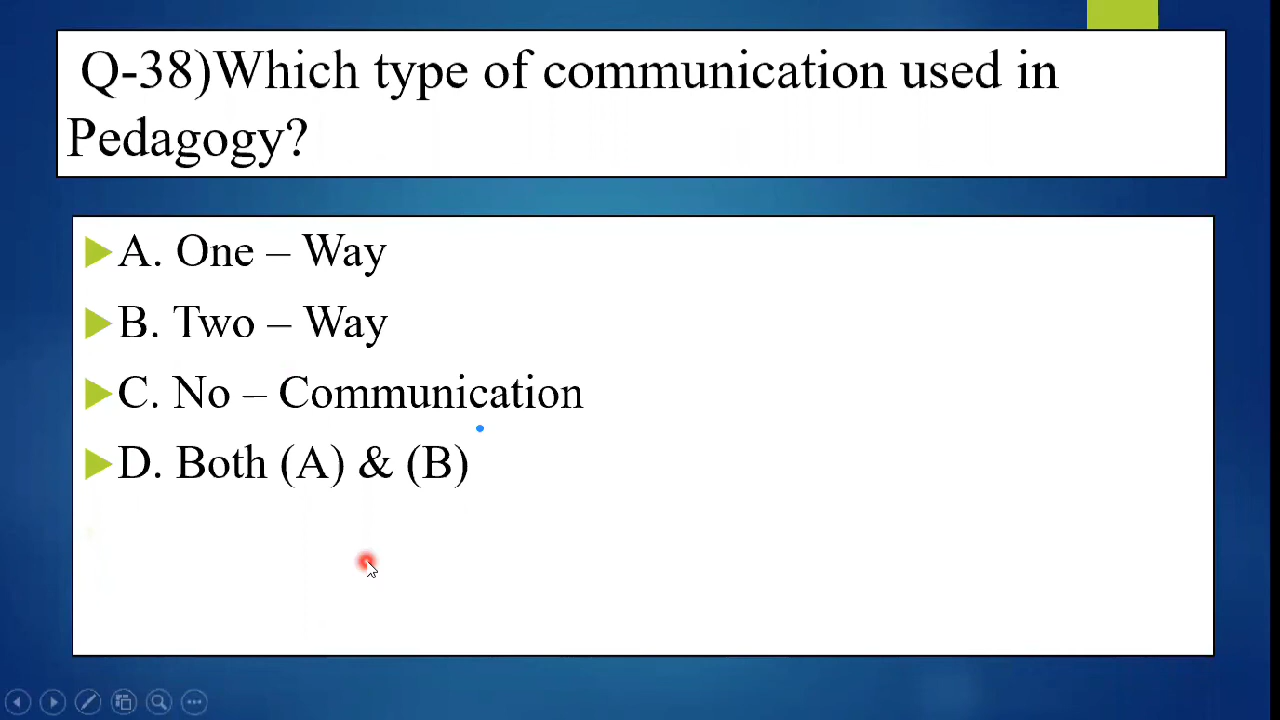 Q-38)Which type of communication used in
Pedagogy?
A. One – Way
B. Two – Way
C. No – Communication
D. Both (A) & (B)